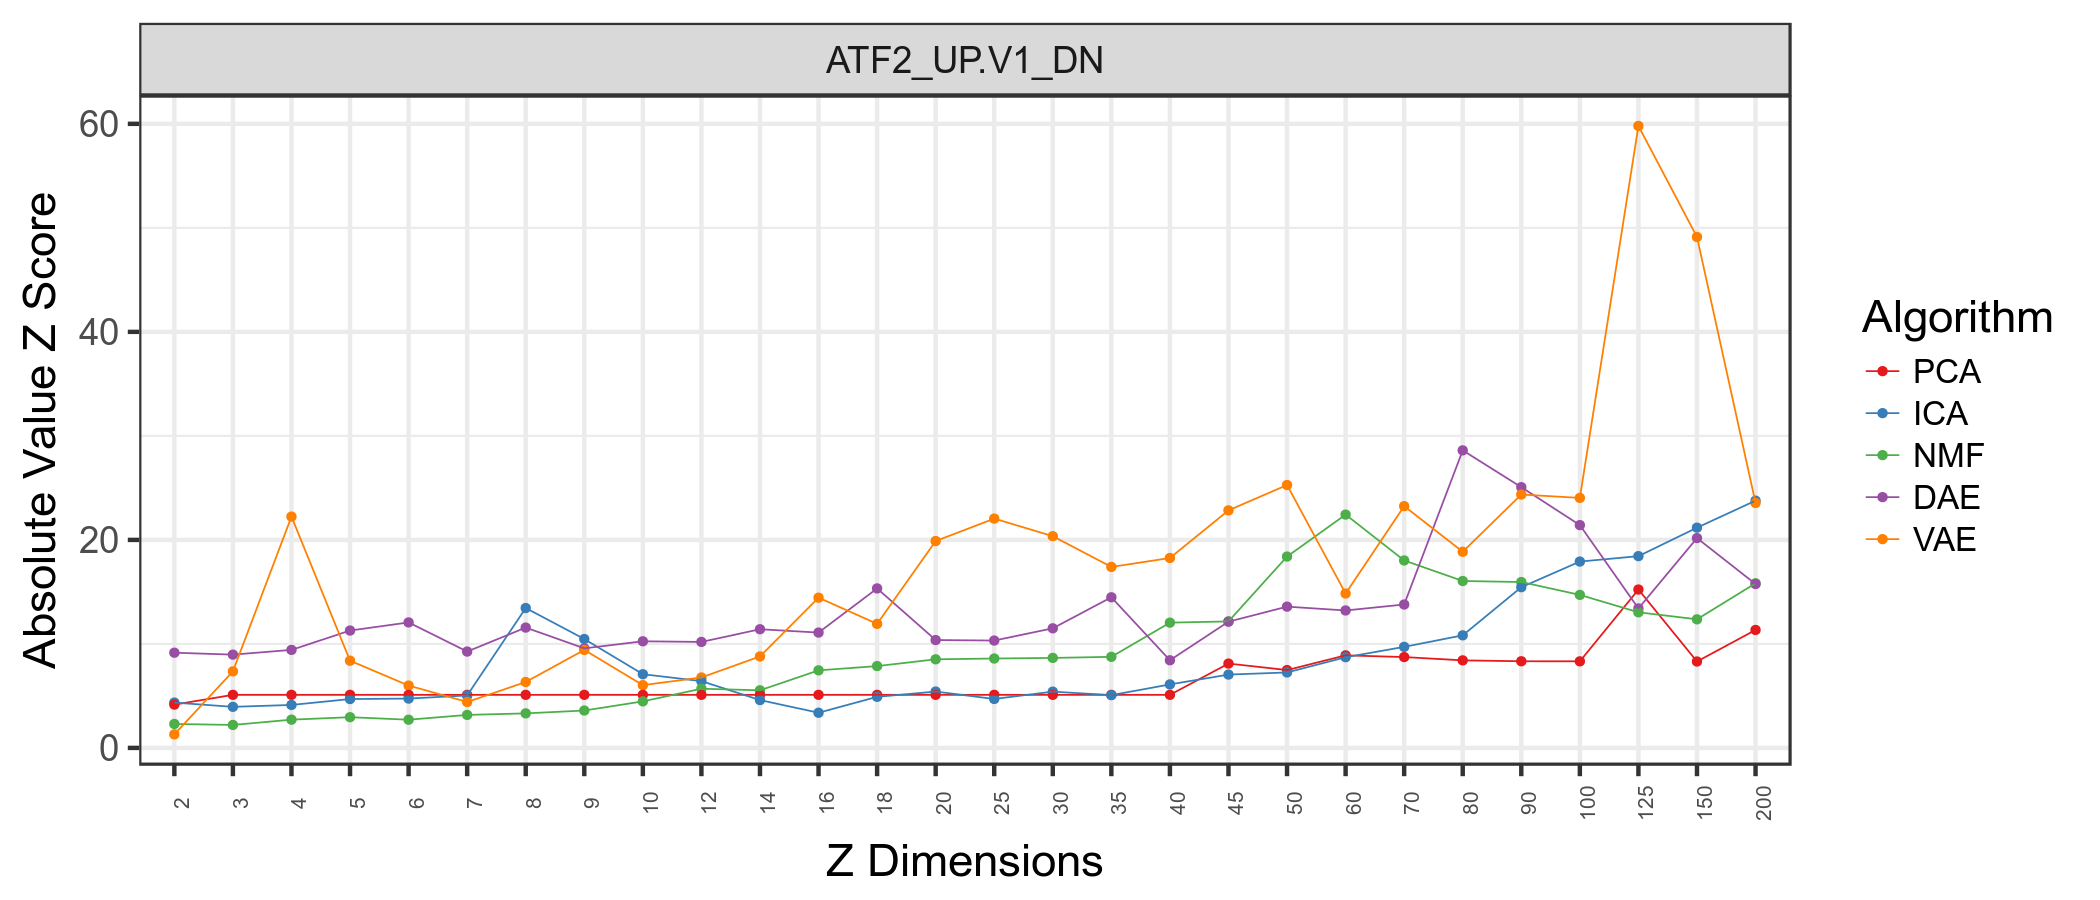 ATF2_UP.V1_DN
Absolute Value Z Score
60
40
20
0
2 3 4 5 6 7 8 9 10 12 14 16 18 20 25 30 35 40 45 50 60 70 80 90 100 125 150 200
Z Dimensions
Algorithm
PCA
ICA
NMF
DAE
VAE